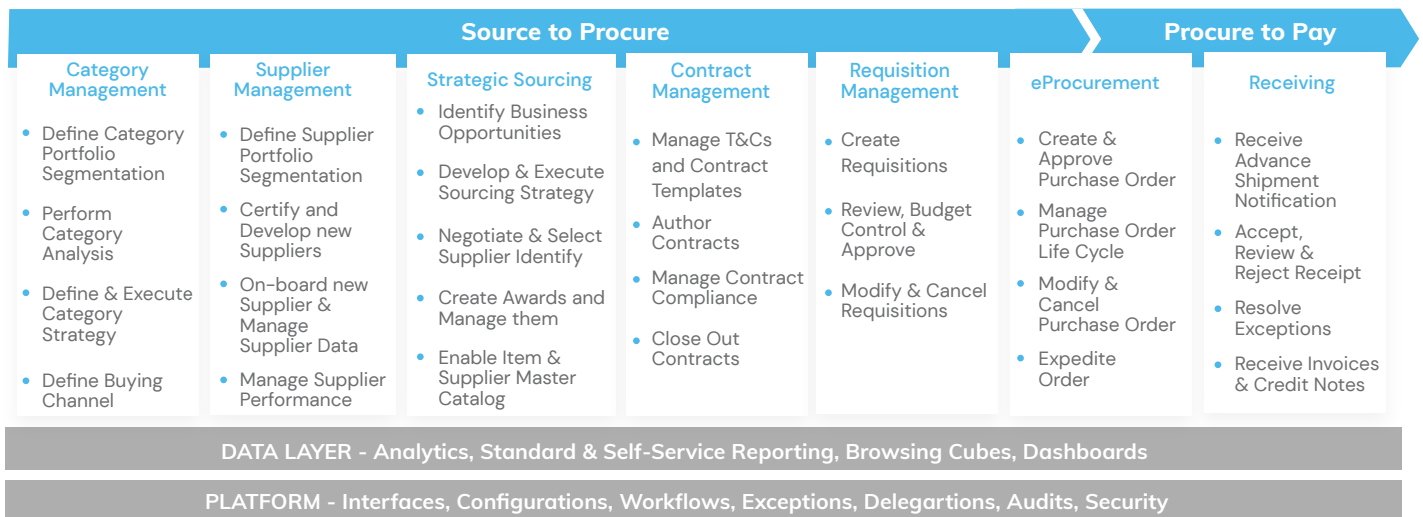 Source to Procure
Procure to Pay
Category
Management
Define Category
Portfolio
Segmentation
Perform
Category
Analysis
Define & Execute
Category
Strategy
Define Buying
Channel
Supplier
Management
Define Supplier
Portfolio
Segmentation
Certify and
Develop new
Suppliers
On-board new
Supplier &
Manage
Supplier Data
Manage Supplier
Performance
Strategic Sourcing
Identify Business
Opportunities
Develop & Execute
Sourcing Strategy
Negotiate & Select
Supplier Identify
Create Awards and
Manage them
Enable Item &
Supplier Master
Catalog
Contract
Management
Manage T&Cs
and Contract
Templates
Author
Contracts
Manage Contract
Compliance
Close Out
Contracts
Requisition
Management
Create
Requisitions
Review, Budget
Control &
Approve
Modify & Cancel
Requisitions
eProcurement
Create &
Approve
Purchase Order
Manage
Purchase Order
Life Cycle
Modify &
Cancel
Purchase Order
Expedite
Order
Receiving
Receive
Advance
Shipment
Notification
Accept,
Review &
Reject Receipt
Resolve
Exceptions
Receive Invoices
& Credit Notes
DATA LAYER - Analytics, Standard & Self-Service Reporting, Browsing Cubes, Dashboards
PLATFORM - Interfaces, Configurations, Workflows, Exceptions, Delegartions, Audits, Security